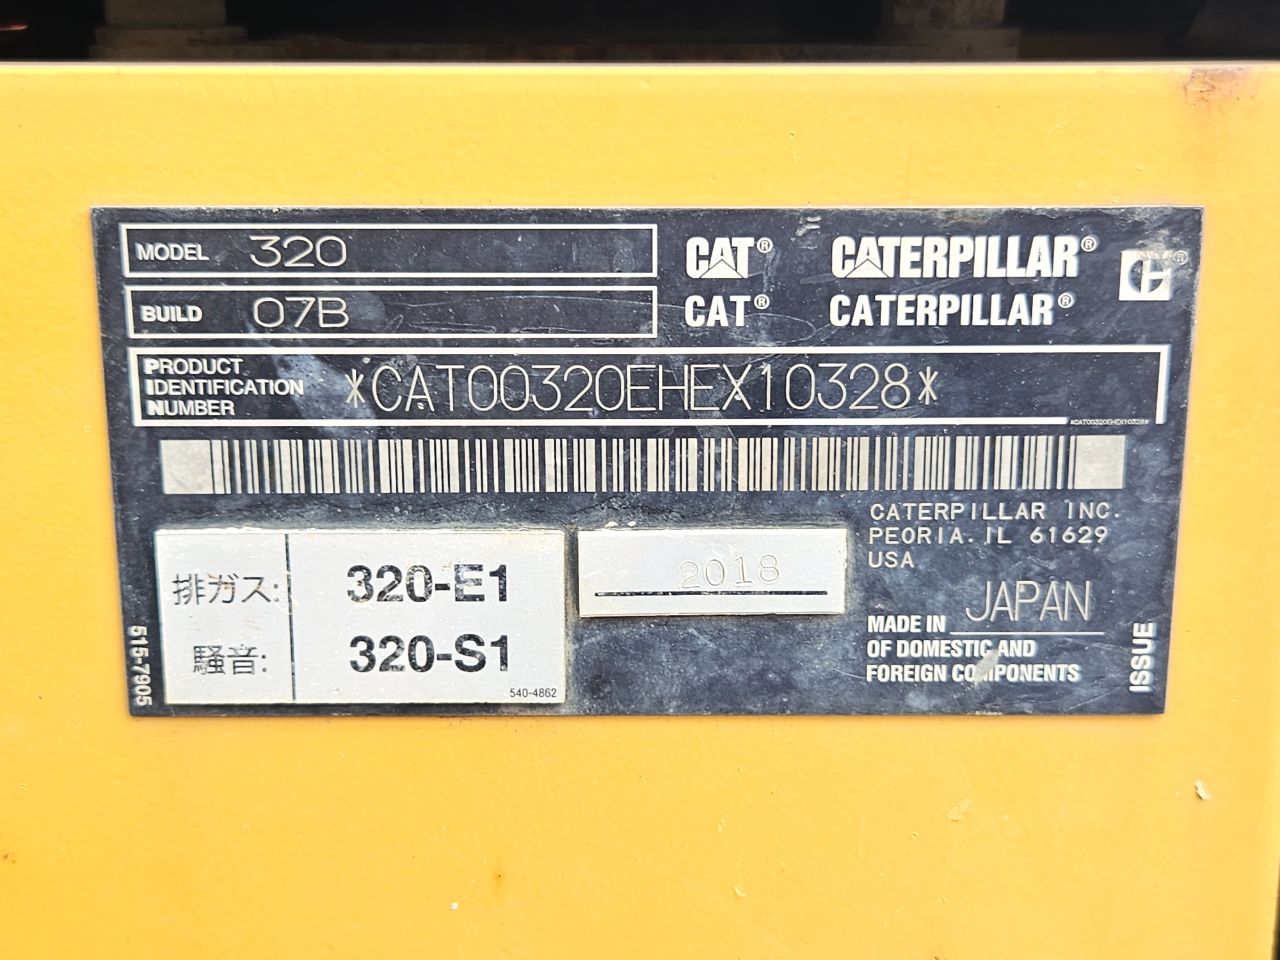 MODEL 320
BUILD 07B
CAT® CATERPILLAR®
CAT® CATERPILLAR®
PRODUCT
IDENTIFICATION
NUMBER
*CAT00320EHEX10328*
*CAT00320EHEX10328*
排ガス: 320-E1
騒音: 320-S1
540-4862
515-7905
2018
CATERPILLAR INC.
PEORIA. IL 61629
USA
MADE IN JAPAN
OF DOMESTIC AND
FOREIGN COMPONENTS
ISSUE